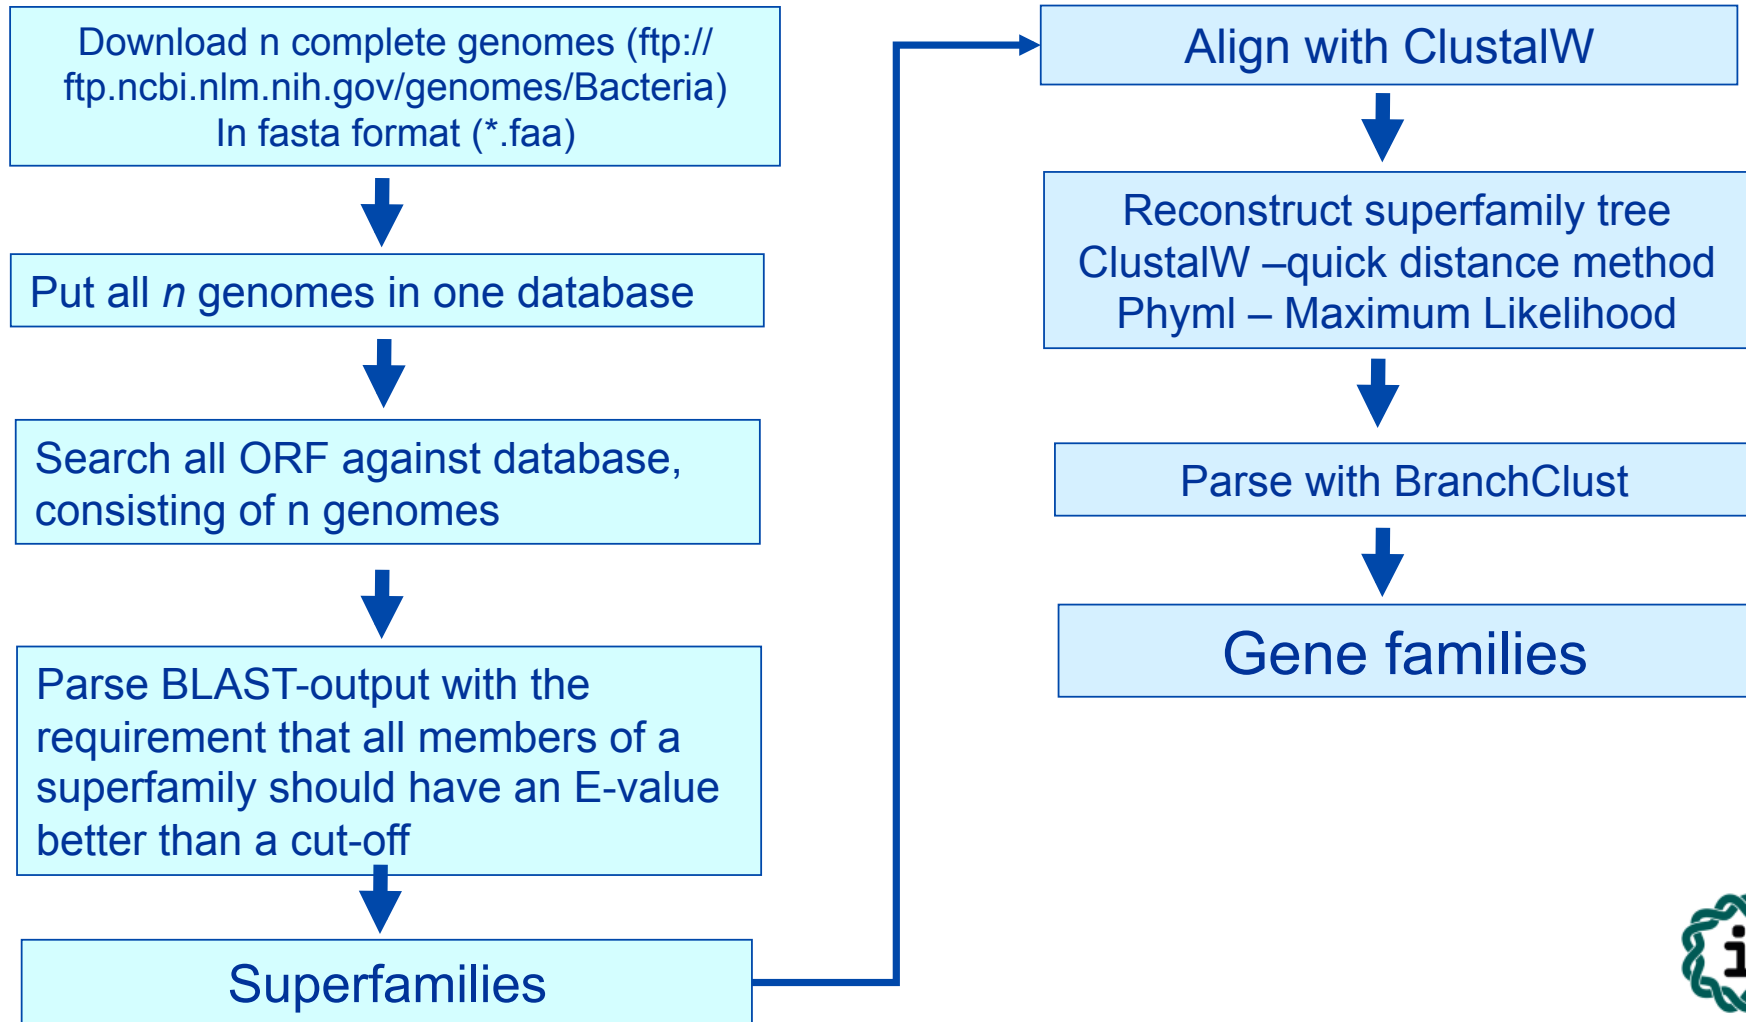 Download n complete genomes (ftp://
ftp.ncbi.nlm.nih.gov/genomes/Bacteria)
In fasta format (*.faa)
Put all n genomes in one database
Search all ORF against database,
consisting of n genomes
Parse BLAST-output with the
requirement that all members of a
superfamily should have an E-value
better than a cut-off
Superfamilies
Align with ClustalW
Reconstruct superfamily tree
ClustalW –quick distance method
Phyml – Maximum Likelihood
Parse with BranchClust
Gene families